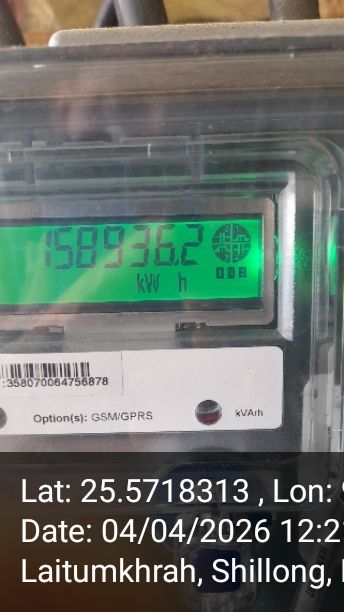 158936.2
kW h
123
:358070064756878
Option(s): GSM/GPRS
kVArh
Lat: 25.5718313 , Lon:
Date: 04/04/2026 12:2
Laitumkhrah, Shillong,